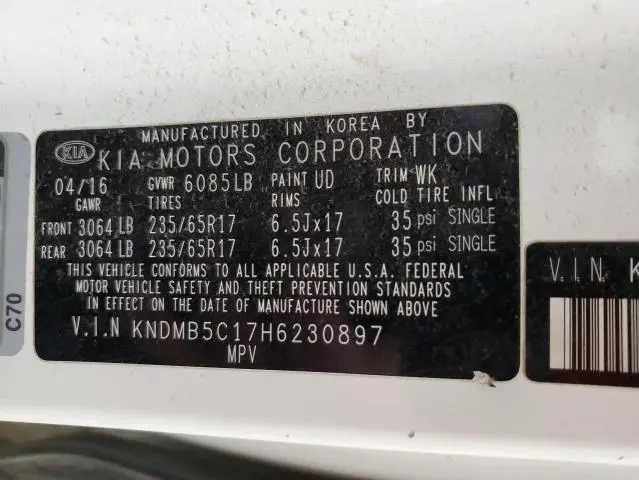 MANUFACTURED IN KOREA BY
KIA KIA MOTORS CORPORATION
04/16 GVWR 6085LB PAINT UD TRIM WK
GAWR TIRES RIMS COLD TIRE INFL
FRONT 3064 LB 235/65R17 6.5Jx17 35 psi SINGLE
REAR 3064 LB 235/65R17 6.5Jx17 35 psi SINGLE
THIS VEHICLE CONFORMS TO ALL APPLICABLE U.S.A. FEDERAL
MOTOR VEHICLE SAFETY AND THEFT PREVENTION STANDARDS
IN EFFECT ON THE DATE OF MANUFACTURE SHOWN ABOVE.
V.I.N KNDMB5C17H6230897
MPV
C70
V.I.N K